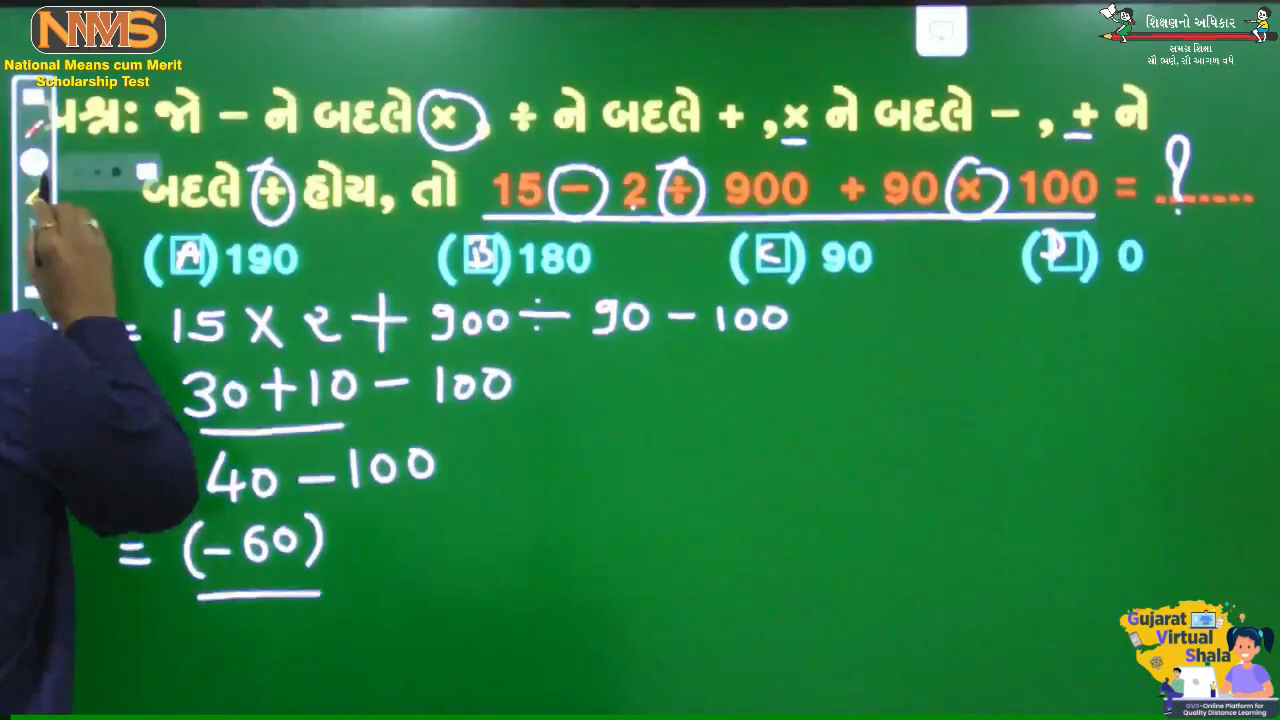 NMMS
National Means cum Merit
Scholarship Test
શિક્ષણનો અધિકાર
સમગ્ર શિક્ષા
સૌ ભણે, સૌ આગળ વધે
પ્રશ્ન: જો – ને બદલે ×, ÷ ને બદલે + ,× ને બદલે – , + ને
બદલે ÷ હોય, તો 15 – 2 ÷ 900 + 90 × 100 = ........
(A) 190 (B) 180 (C) 90 (D) 0
= 15 × ૨ + 900 ÷ 90 – 100
30 + 10 – 100
40 – 100
= (–60)
Gujarat
Virtual
Shala
GVS-Online Platform for
Quality Distance Learning